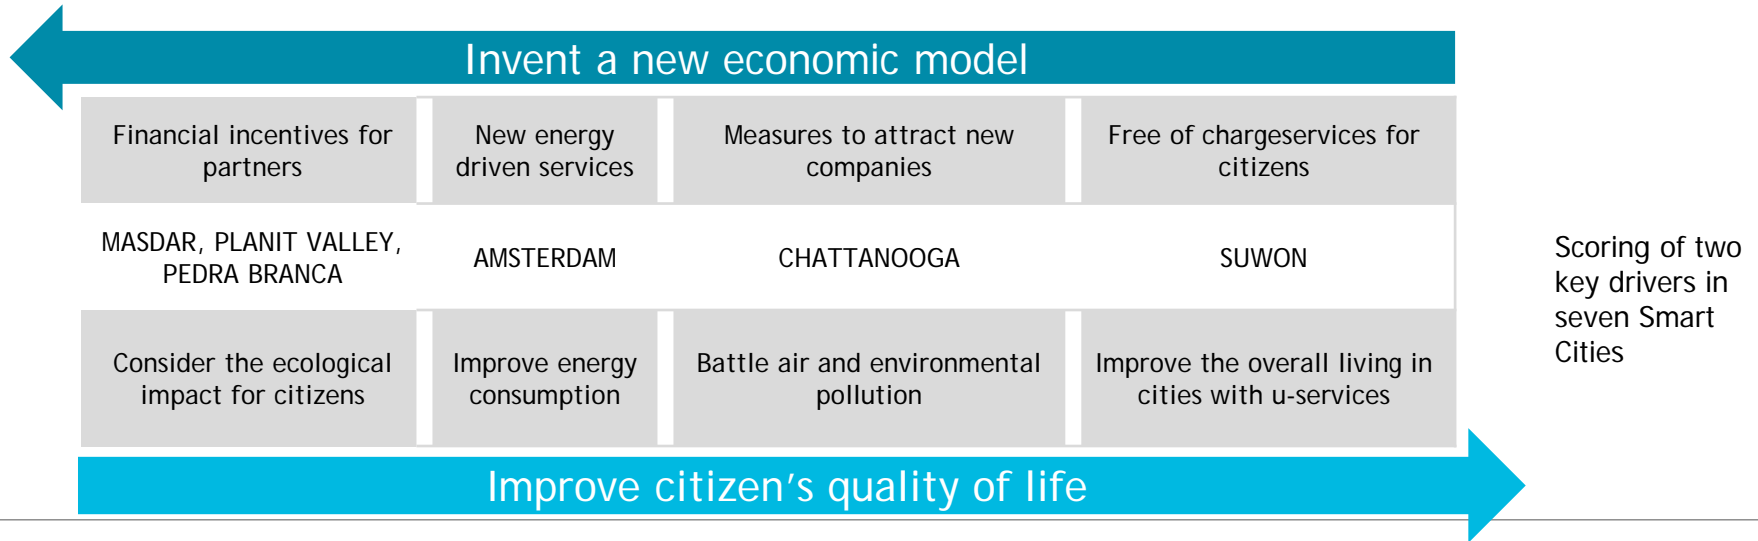 Invent a new economic model
Financial incentives for
partners
New energy
driven services
Measures to attract new
companies
Free of chargeservices for
citizens
MASDAR, PLANIT VALLEY,
PEDRA BRANCA
AMSTERDAM
CHATTANOOGA
SUWON
Consider the ecological
impact for citizens
Improve energy
consumption
Battle air and environmental
pollution
Improve the overall living in
cities with u-services
Improve citizen’s quality of life
Scoring of two
key drivers in
seven Smart
Cities